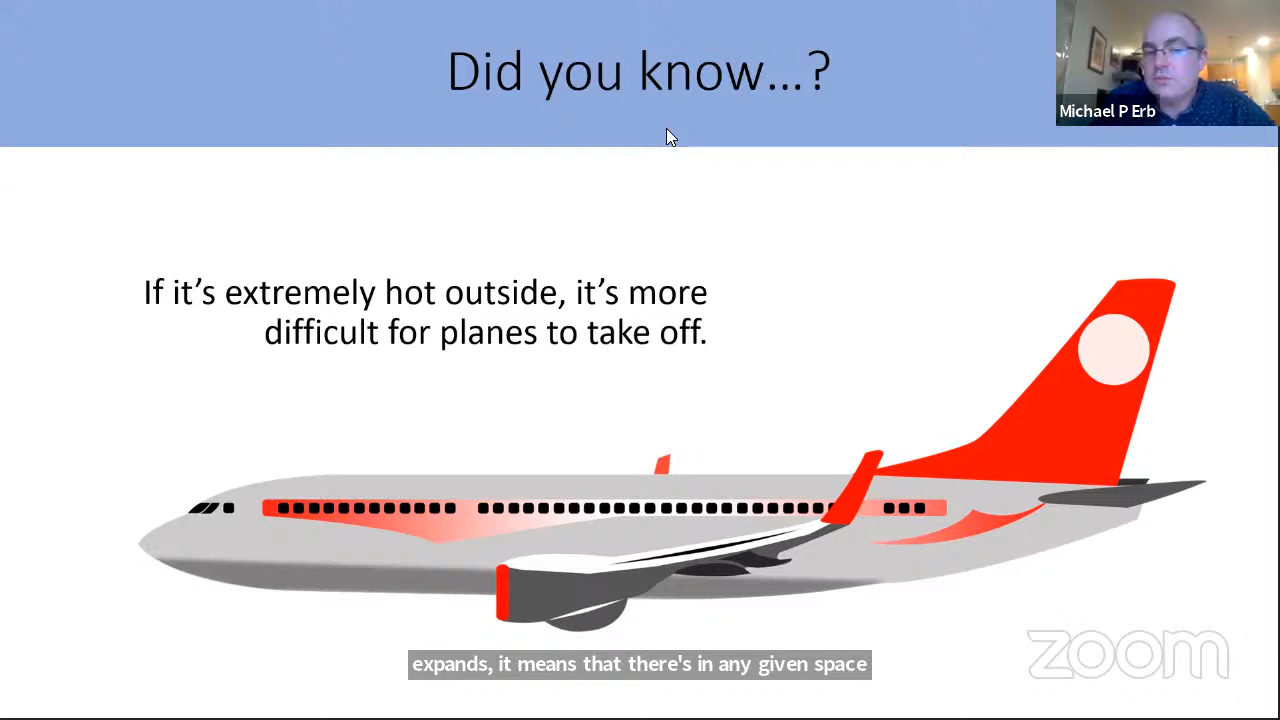 Did you know...?
Michael P Erb
If it’s extremely hot outside, it’s more
difficult for planes to take off.
expands, it means that there's in any given space
zoom